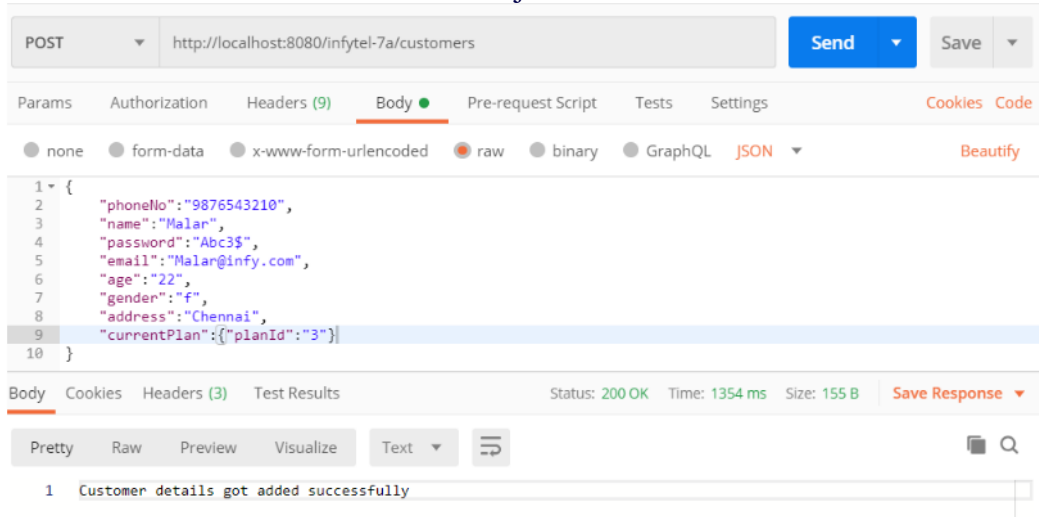 POST http://localhost:8080/infytel-7a/customers Send Save
Params Authorization Headers (9) Body Pre-request Script Tests Settings Cookies Code
none form-data x-www-form-urlencoded raw binary GraphQL JSON Beautify
1 {
2 "phoneNo":"9876543210",
3 "name":"Malar",
4 "password":"Abc3$",
5 "email":"Malar@infy.com",
6 "age":"22",
7 "gender":"f",
8 "address":"Chennai",
9 "currentPlan":{"planId":"3"}
10 }
Body Cookies Headers (3) Test Results Status: 200 OK Time: 1354 ms Size: 155 B Save Response
Pretty Raw Preview Visualize Text
1 Customer details got added successfully